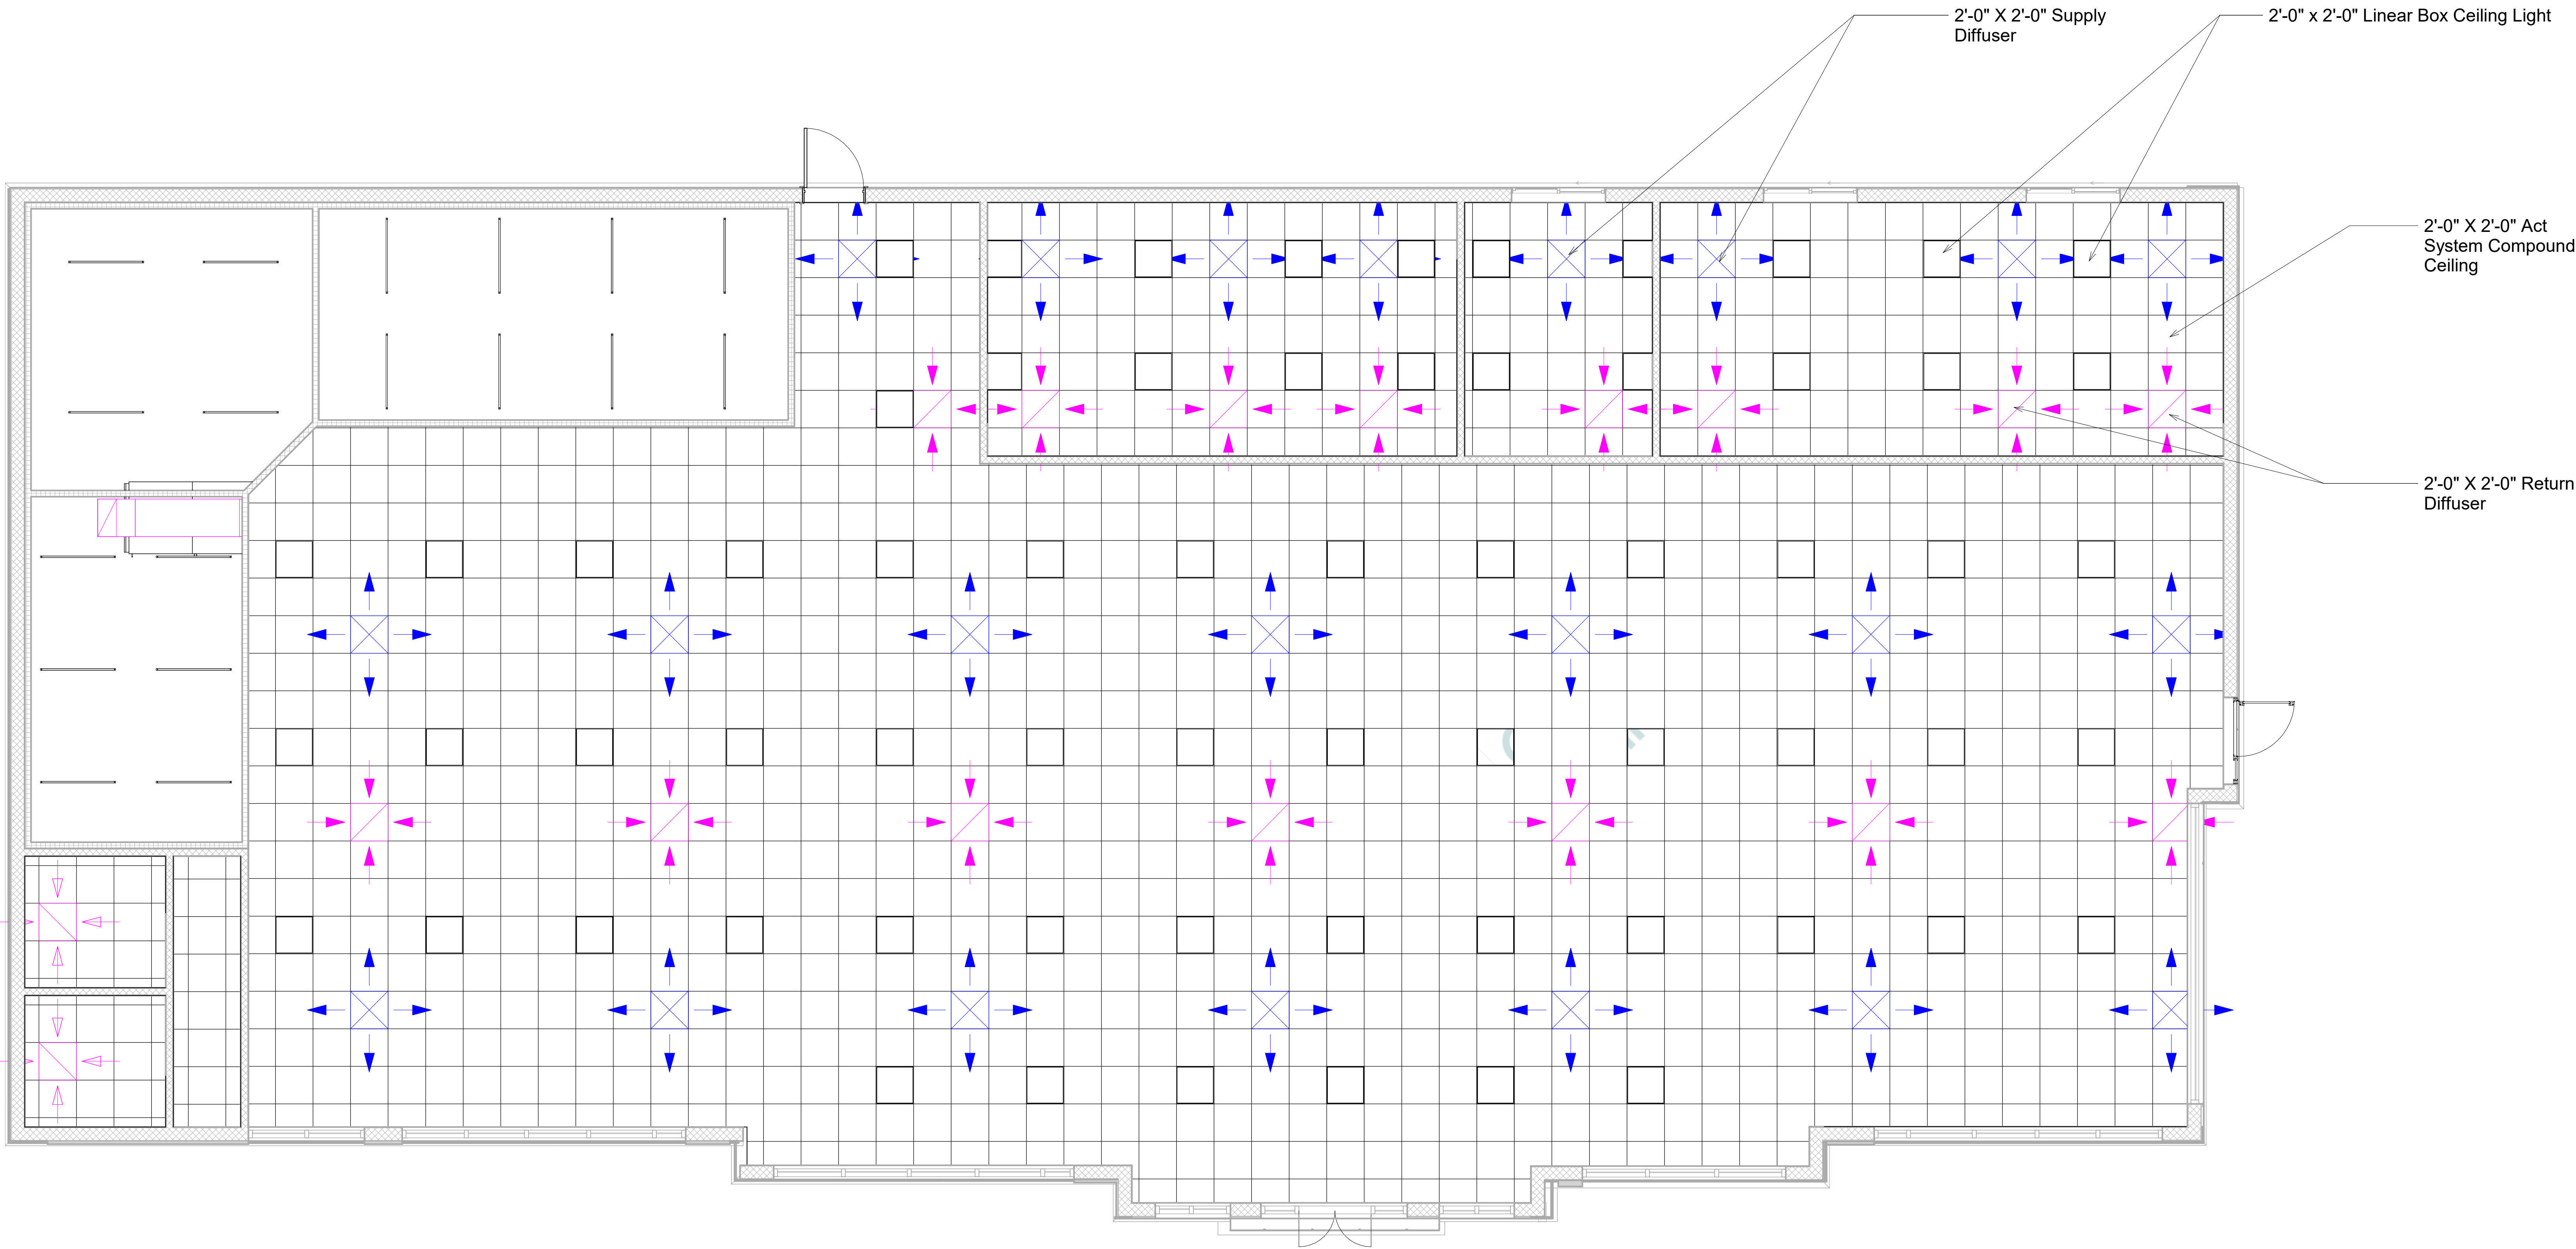 2'-0" X 2'-0" Supply
Diffuser
2'-0" x 2'-0" Linear Box Ceiling Light
2'-0" X 2'-0" Act
System Compound
Ceiling
2'-0" X 2'-0" Return
Diffuser